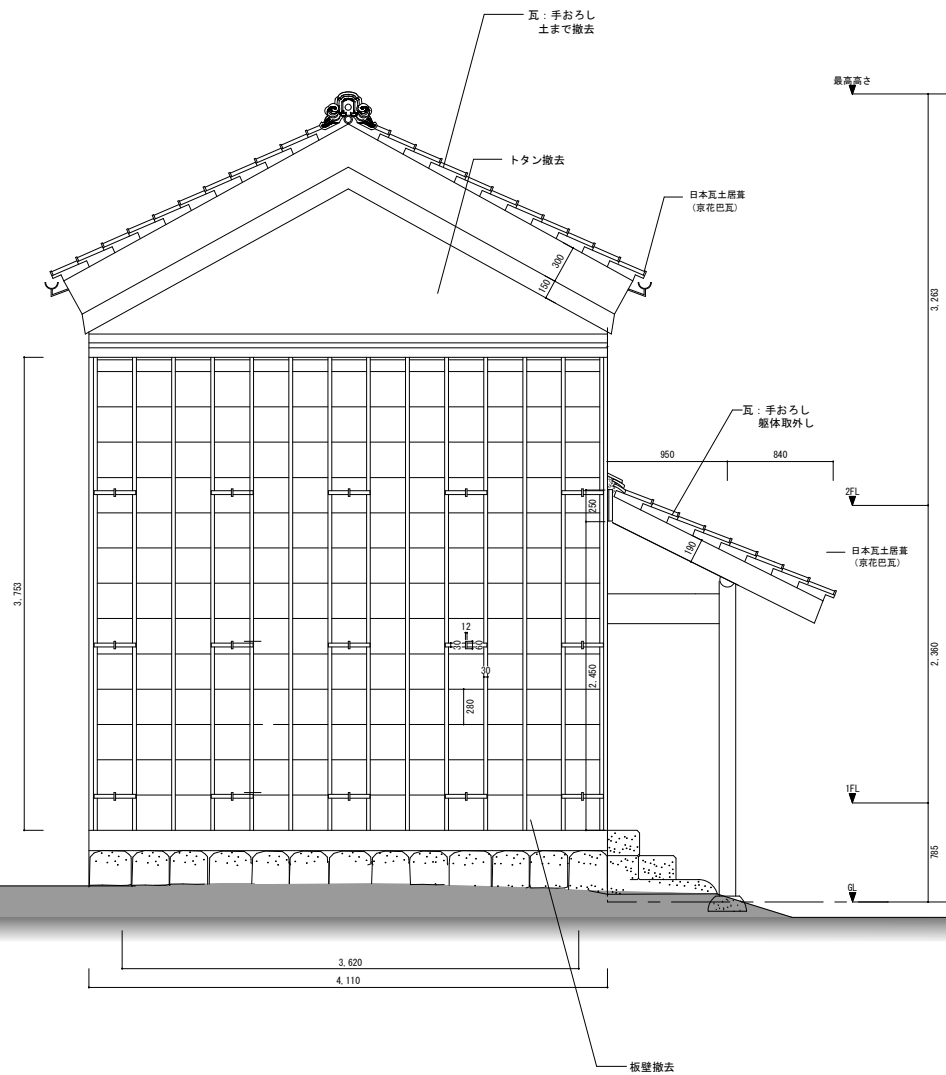 瓦：手おろし
土まで撤去
最高高さ
トタン撤去
日本瓦土居葺
(京花巴瓦)
300
150
3,263
瓦：手おろし
躯体取外し
950
840
2FL
250
190
日本瓦土居葺
(京花巴瓦)
3,753
12
30
60
30
2,450
280
2,360
1FL
785
GL
3,620
4,110
板壁撤去